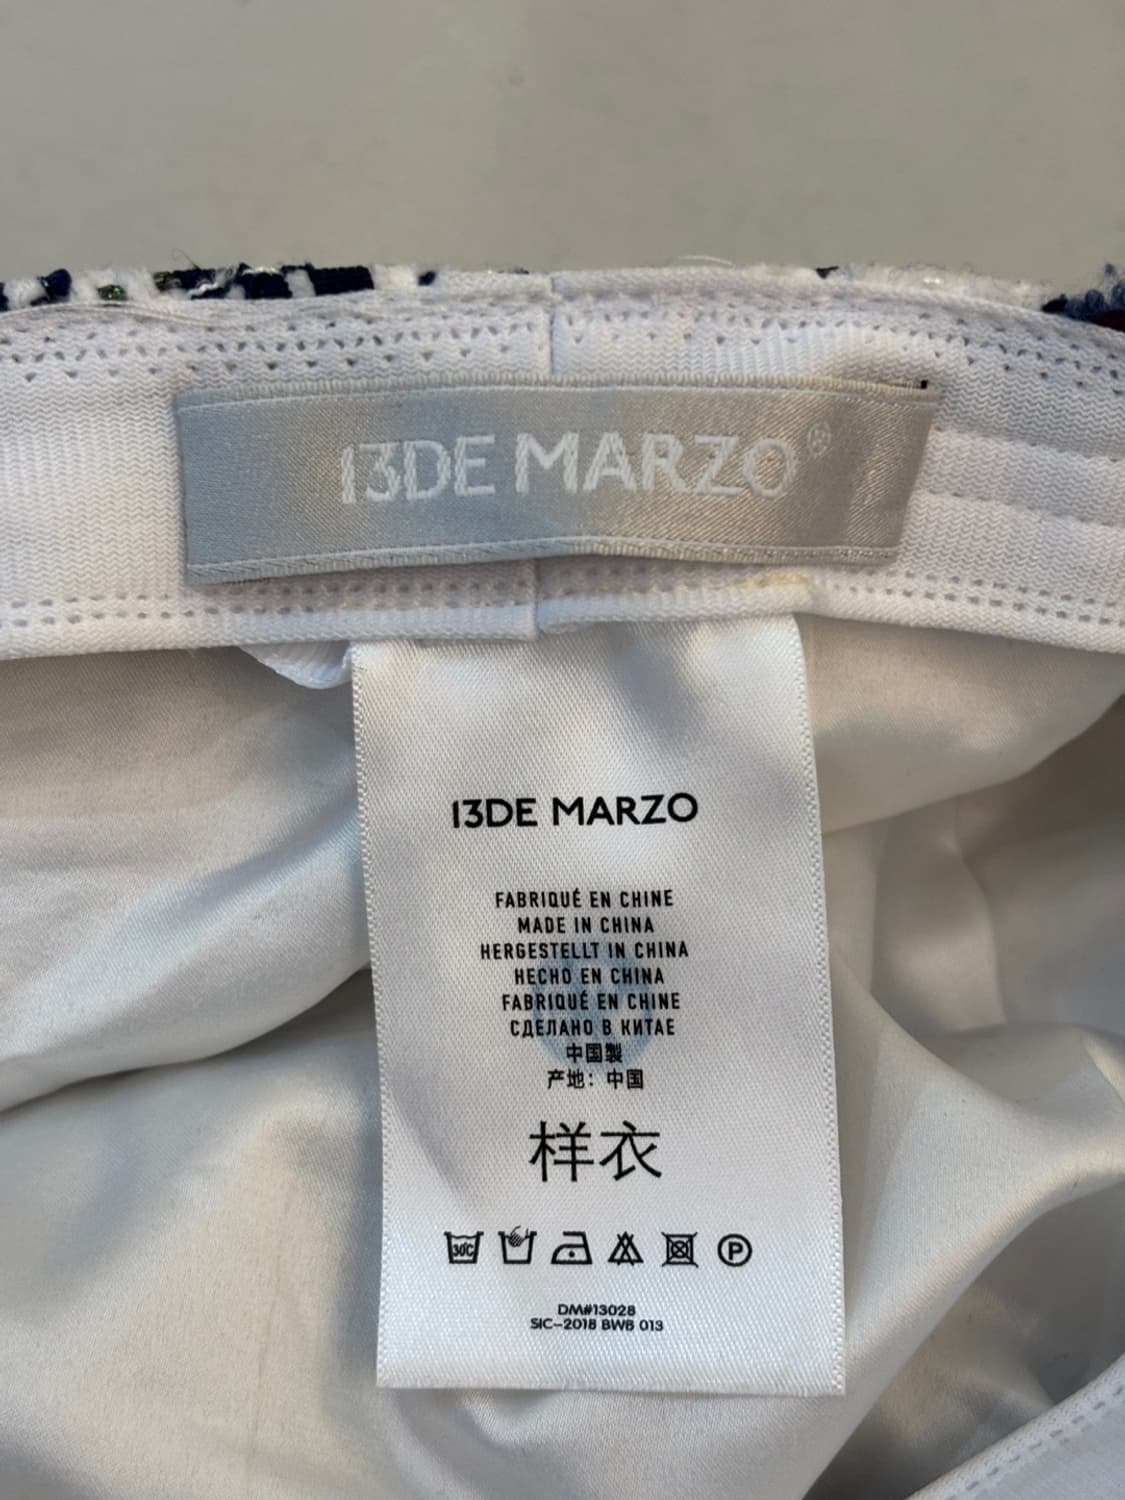 13DE MARZO®
13DE MARZO
FABRIQUÉ EN CHINE
MADE IN CHINA
HERGESTELLT IN CHINA
HECHO EN CHINA
FABRIQUÉ EN CHINE
СДЕЛАНО В КИТАЕ
中国製
产地：中国
样衣
30C
P
DM#13028
SIC-2018 BWB 013